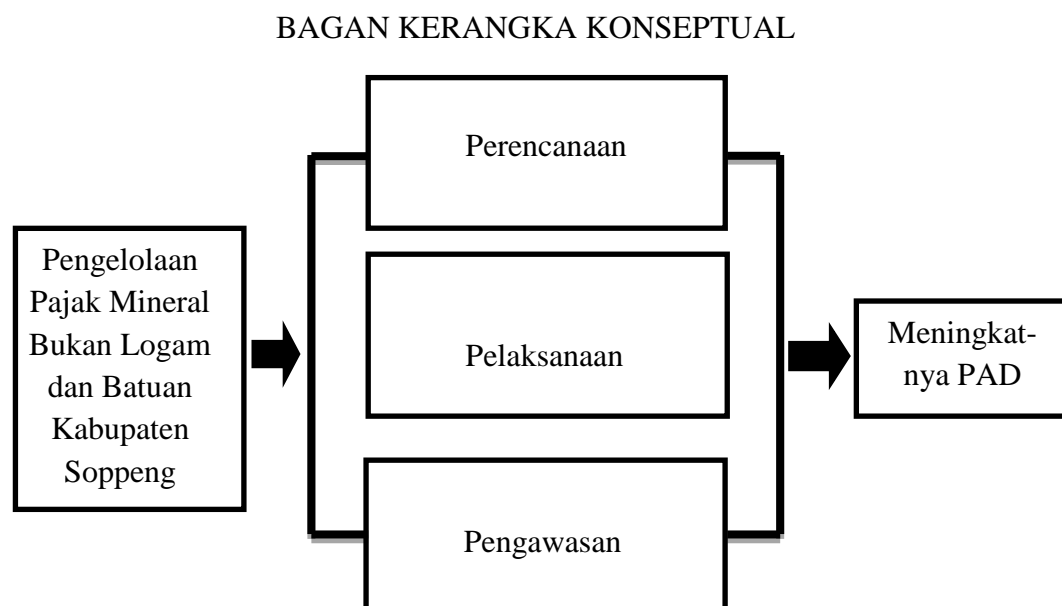 BAGAN KERANGKA KONSEPTUAL
Perencanaan
Pengelolaan
Pajak Mineral
Bukan Logam
dan Batuan
Kabupaten
Soppeng
Pelaksanaan
Meningkat-
nya PAD
Pengawasan